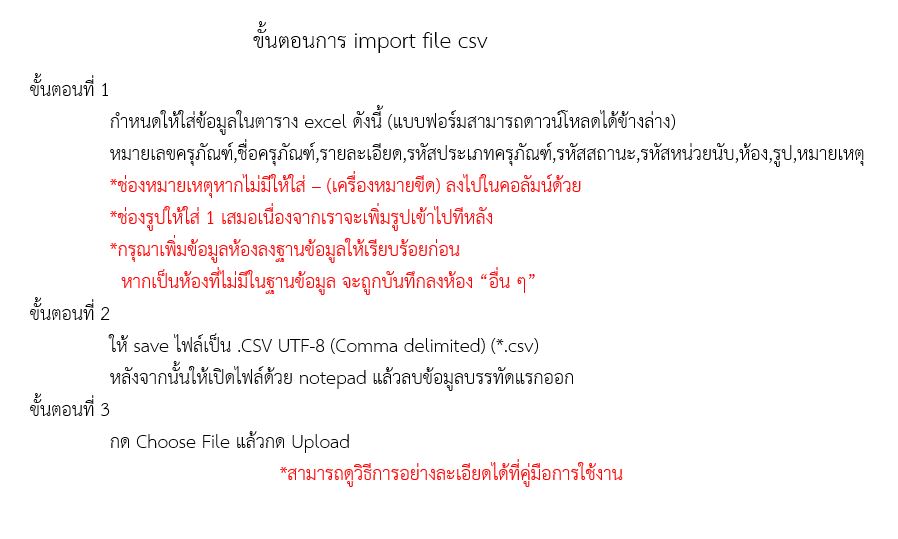 ขั้นตอนการ import file csv
ขั้นตอนที่ 1
กำหนดให้ใส่ข้อมูลในตาราง excel ดังนี้ (แบบฟอร์มสามารถดาวน์โหลดได้ข้างล่าง)
หมายเลขครุภัณฑ์,ชื่อครุภัณฑ์,รายละเอียด,รหัสประเภทครุภัณฑ์,รหัสสถานะ,รหัสหน่วยนับ,ห้อง,รูป,หมายเหตุ
*ช่องหมายเหตุหากไม่มีให้ใส่ – (เครื่องหมายขีด) ลงไปในคอลัมน์ด้วย
*ช่องรูปให้ใส่ 1 เสมอเนื่องจากเราจะเพิ่มรูปเข้าไปทีหลัง
*กรุณาเพิ่มข้อมูลห้องลงฐานข้อมูลให้เรียบร้อยก่อน
หากเป็นห้องที่ไม่มีในฐานข้อมูล จะถูกบันทึกลงห้อง “อื่น ๆ”
ขั้นตอนที่ 2
ให้ save ไฟล์เป็น .CSV UTF-8 (Comma delimited) (*.csv)
หลังจากนั้นให้เปิดไฟล์ด้วย notepad แล้วลบข้อมูลบรรทัดแรกออก
ขั้นตอนที่ 3
กด Choose File แล้วกด Upload
*สามารถดูวิธีการอย่างละเอียดได้ที่คู่มือการใช้งาน